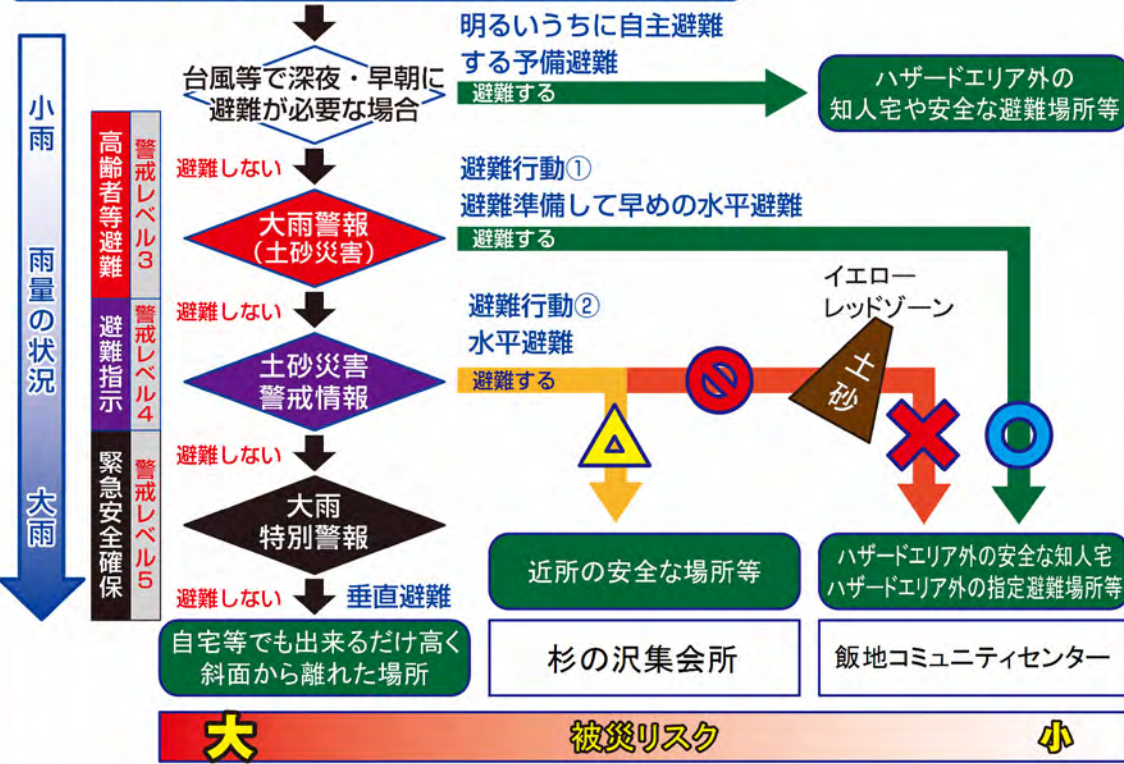 明るいうちに自主避難
する予備避難
台風等で深夜・早朝に
避難が必要な場合
避難する
ハザードエリア外の
知人宅や安全な避難場所等
小雨
雨量の状況
大雨
高齢者等避難
警戒レベル3
避難しない
避難行動①
避難準備して早めの水平避難
大雨警報
(土砂災害)
避難する
イエロー
レッドゾーン
避難指示
警戒レベル4
避難しない
避難行動②
水平避難
土砂災害
警戒情報
避難する
土砂
緊急安全確保
警戒レベル5
避難しない
大雨
特別警報
近所の安全な場所等
ハザードエリア外の安全な知人宅
ハザードエリア外の指定避難場所等
避難しない
垂直避難
自宅等でも出来るだけ高く
斜面から離れた場所
杉の沢集会所
飯地コミュニティセンター
大
被災リスク
小